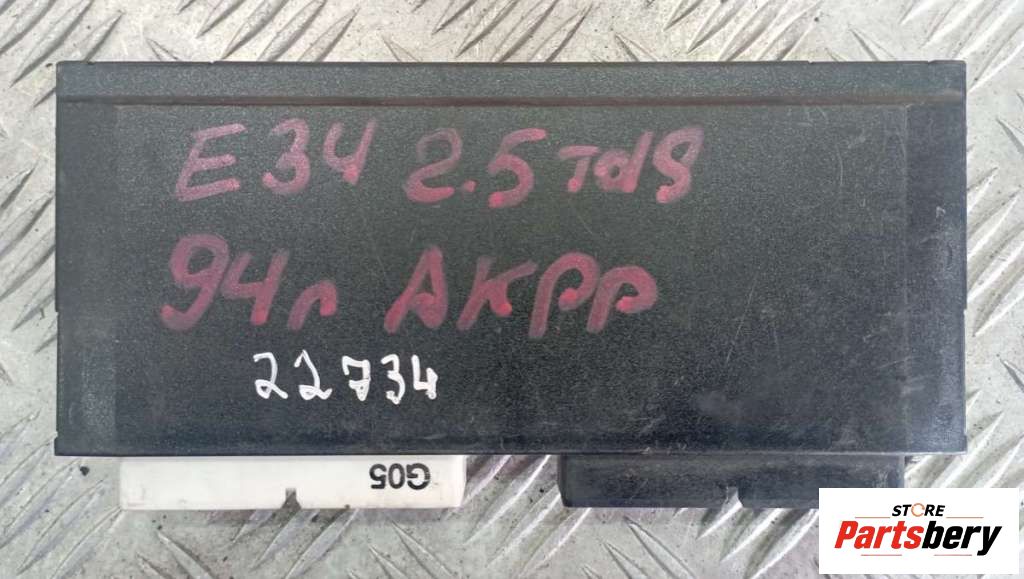 E34 2.5 TdS
94г AKPP
22734
G05
STORE
Partsbery